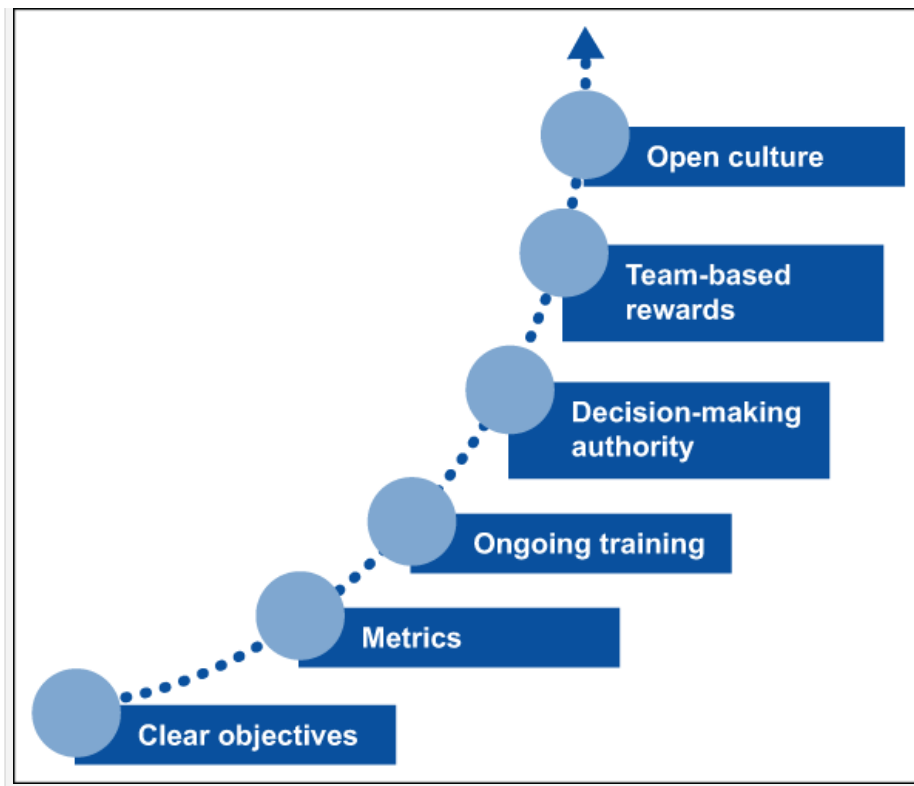 Open culture
Team-based
rewards
Decision-making
authority
Ongoing training
Metrics
Clear objectives